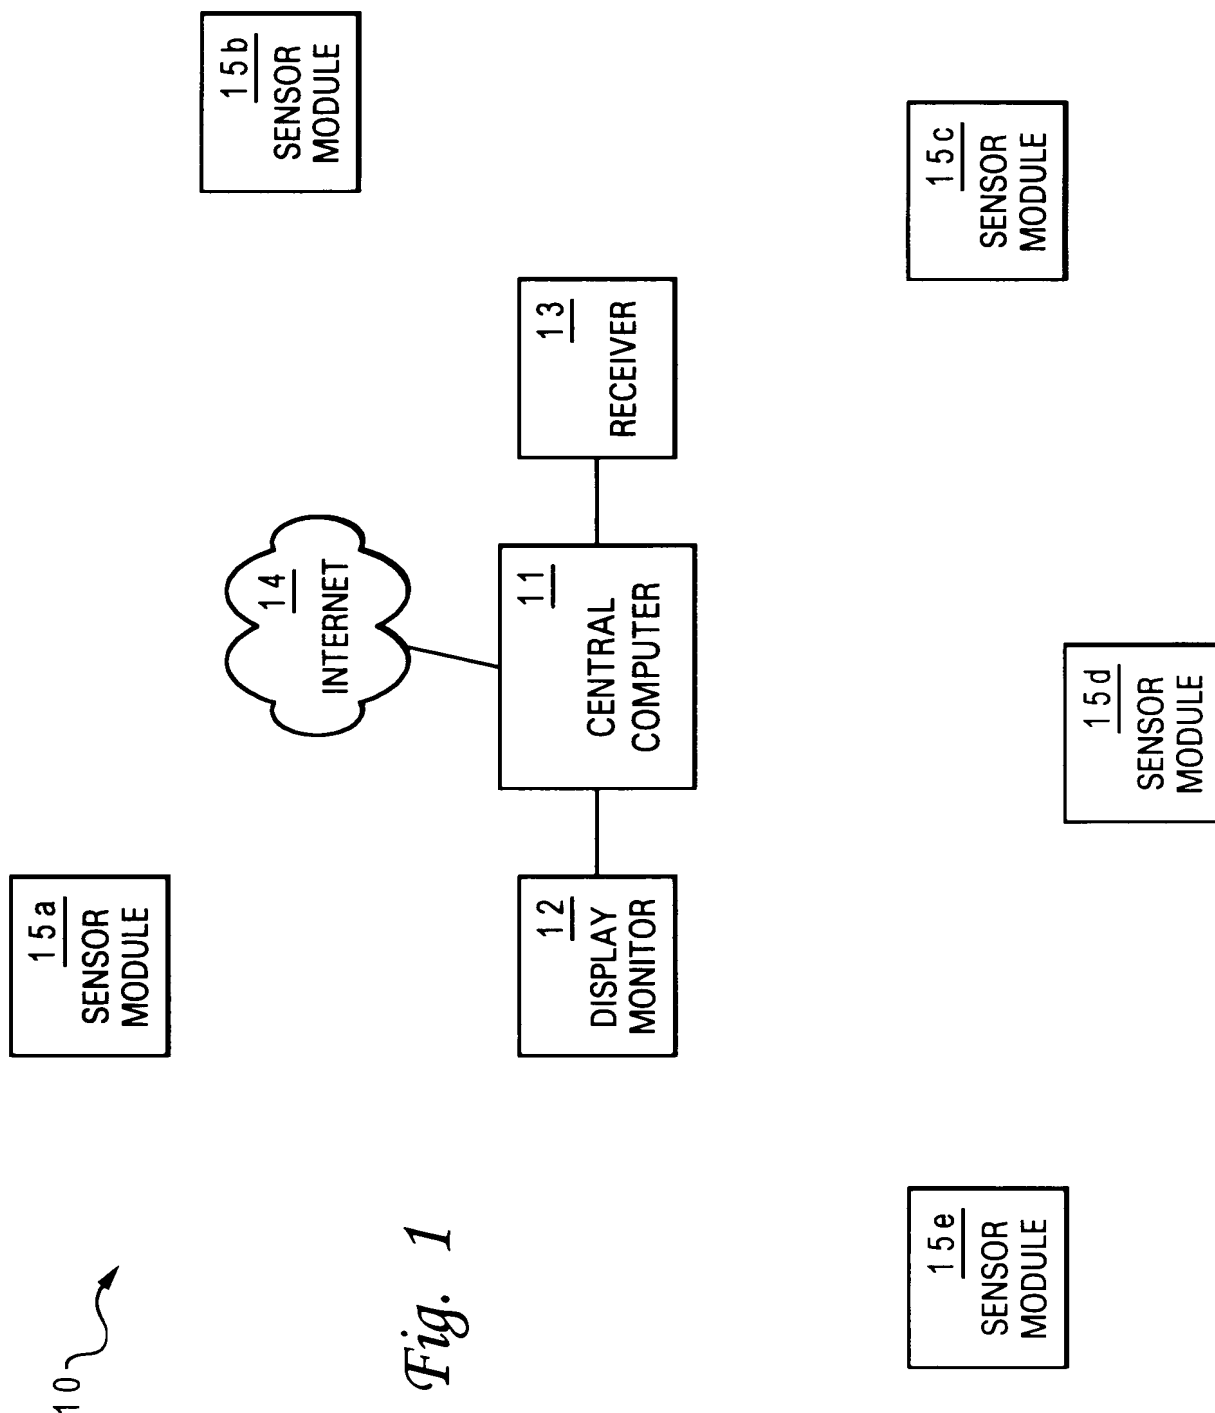 10
15a
SENSOR
MODULE
15b
SENSOR
MODULE
14
INTERNET
12
DISPLAY
MONITOR
11
CENTRAL
COMPUTER
13
RECEIVER
15e
SENSOR
MODULE
15d
SENSOR
MODULE
15c
SENSOR
MODULE
Fig. 1